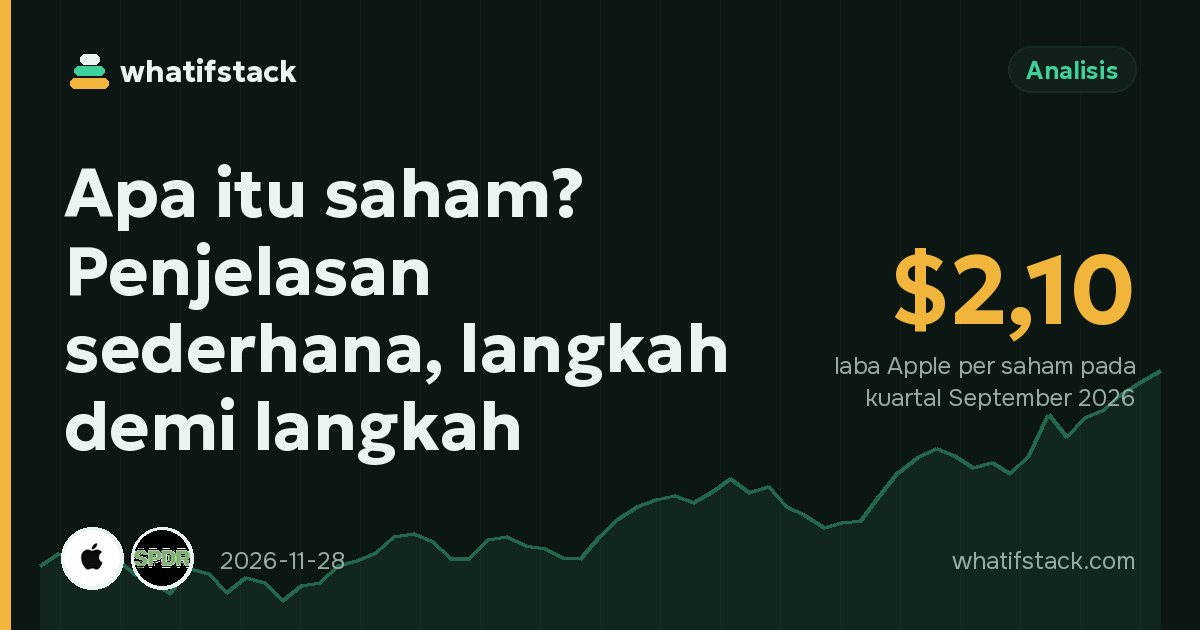 whatifstack
Analisis
Apa itu saham?
Penjelasan
sederhana, langkah
demi langkah
$2,10
laba Apple per saham pada
kuartal September 2026
SPDR
2026-11-28
whatifstack.com